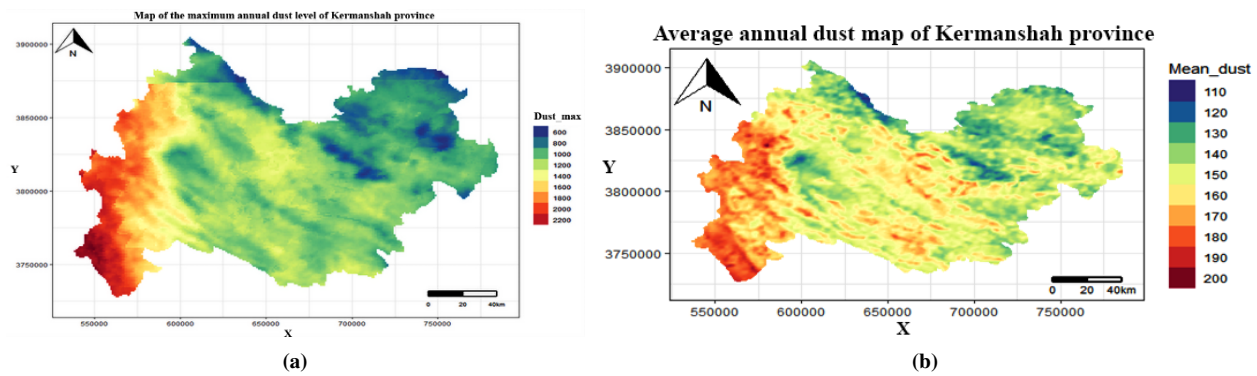 Map of the maximum annual dust level of Kermanshah province
3900000
3850000
3800000
3750000
Y
N
550000 600000 650000 700000 750000
X
0 20 40km
Dust_max
600
800
1000
1200
1400
1600
1800
2000
2200
(a)
Average annual dust map of Kermanshah province
3900000
3850000
3800000
3750000
Y
N
550000 600000 650000 700000 750000
X
0 20 40km
Mean_dust
110
120
130
140
150
160
170
180
190
200
(b)